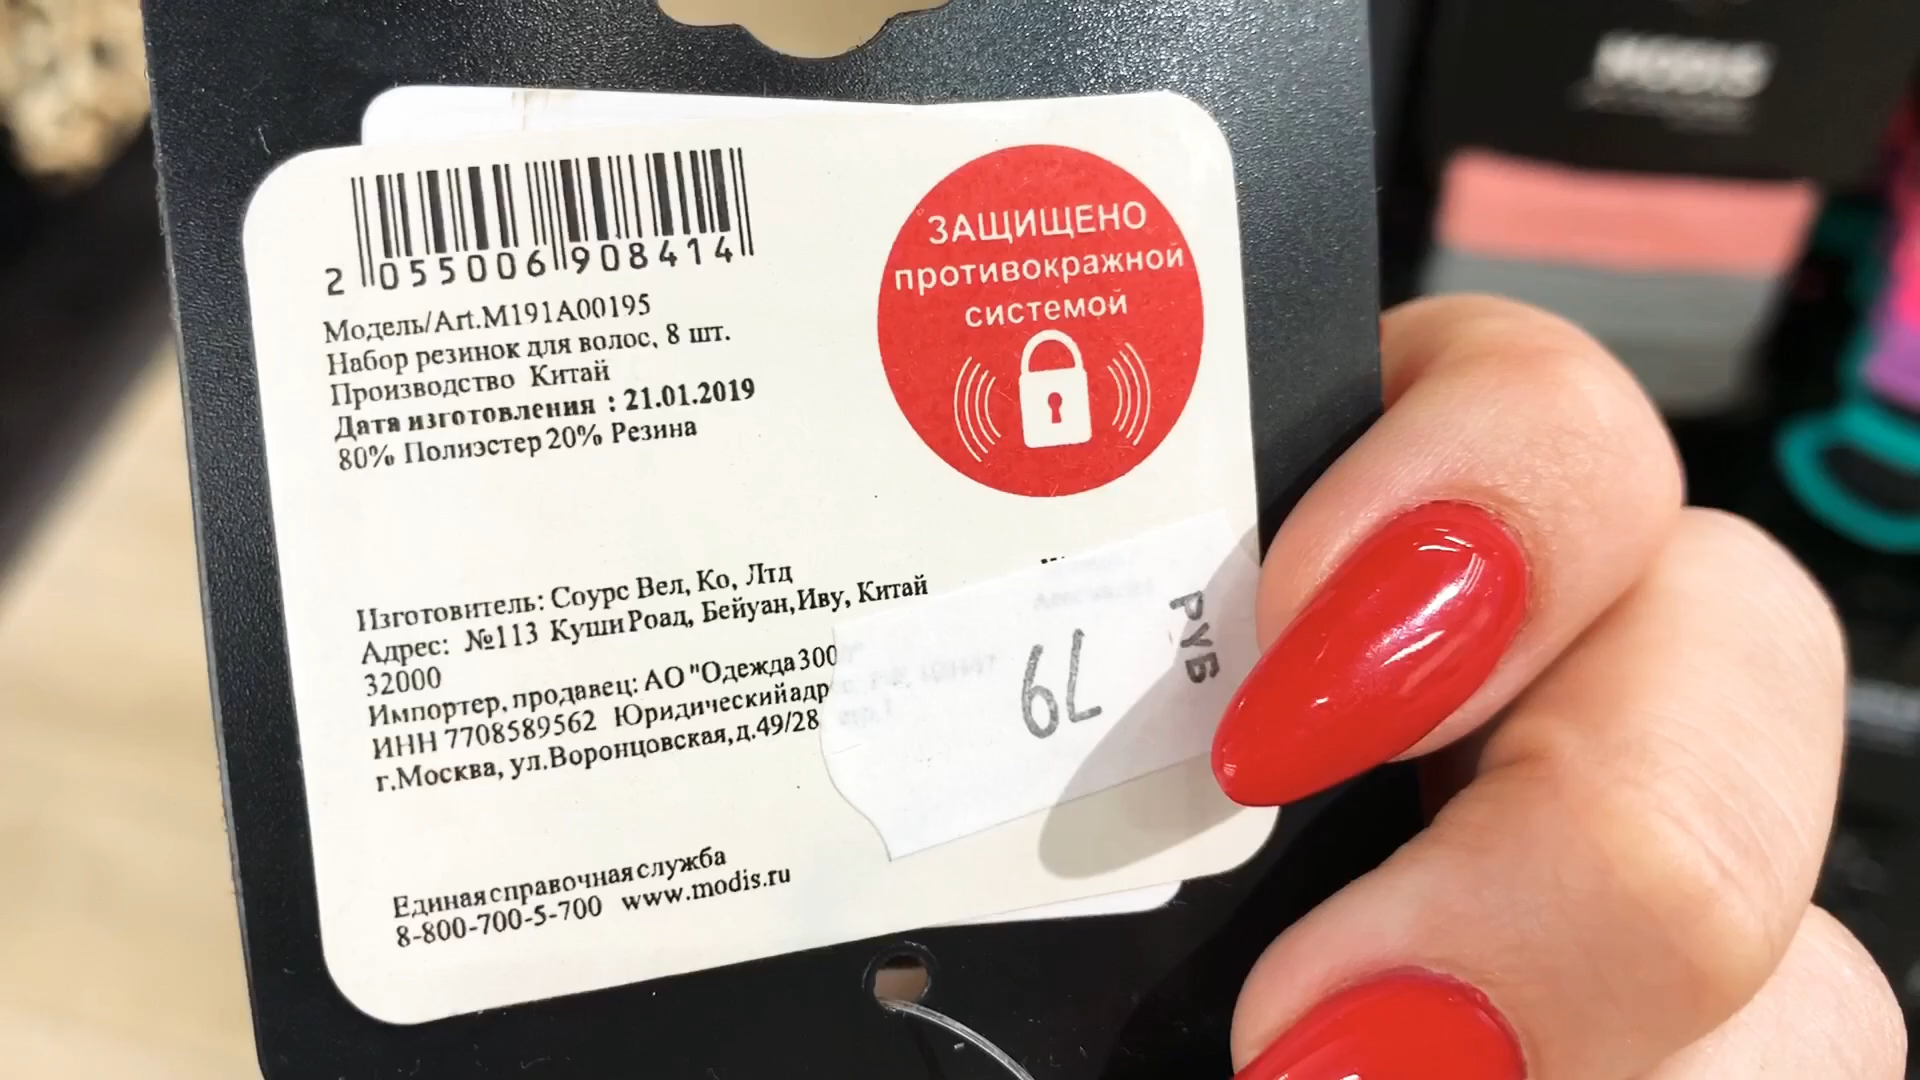 2 055006 908414
Модель/Art.M191A00195
Набор резинок для волос, 8 шт.
Производство Китай
Дата изготовления : 21.01.2019
80% Полиэстер 20% Резина
ЗАЩИЩЕНО
противокражной
системой
Изготовитель: Соурс Вел, Ко, Лтд
Адрес: №113 Куши Роад, Бейуан, Иву, Китай
32000
Импортер, продавец: АО "Одежда 300
ИНН 7708589562 Юридический адр
г.Москва, ул.Воронцовская, д.49/28
79
РУБ
Единая справочная служба
8-800-700-5-700 www.modis.ru
MODIS